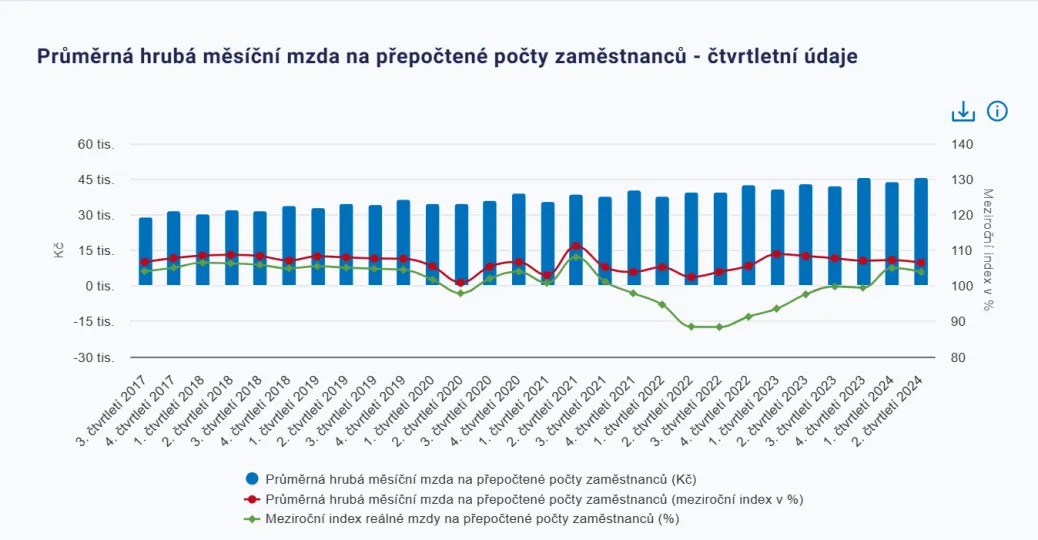 Průměrná hrubá měsíční mzda na přepočtené počty zaměstnanců - čtvrtletní údaje
60 tis.
45 tis.
30 tis.
15 tis.
0 tis.
-15 tis.
-30 tis.
Kč
140
130
120
110
100
90
80
Meziroční index v %
3. čtvrtletí 2017
4. čtvrtletí 2017
1. čtvrtletí 2018
2. čtvrtletí 2018
3. čtvrtletí 2018
4. čtvrtletí 2018
1. čtvrtletí 2019
2. čtvrtletí 2019
3. čtvrtletí 2019
4. čtvrtletí 2019
1. čtvrtletí 2020
2. čtvrtletí 2020
3. čtvrtletí 2020
4. čtvrtletí 2020
1. čtvrtletí 2021
2. čtvrtletí 2021
3. čtvrtletí 2021
4. čtvrtletí 2021
1. čtvrtletí 2022
2. čtvrtletí 2022
3. čtvrtletí 2022
4. čtvrtletí 2022
1. čtvrtletí 2023
2. čtvrtletí 2023
3. čtvrtletí 2023
4. čtvrtletí 2023
1. čtvrtletí 2024
2. čtvrtletí 2024
Průměrná hrubá měsíční mzda na přepočtené počty zaměstnanců (Kč)
Průměrná hrubá měsíční mzda na přepočtené počty zaměstnanců (meziroční index v %)
Meziroční index reálné mzdy na přepočtené počty zaměstnanců (%)